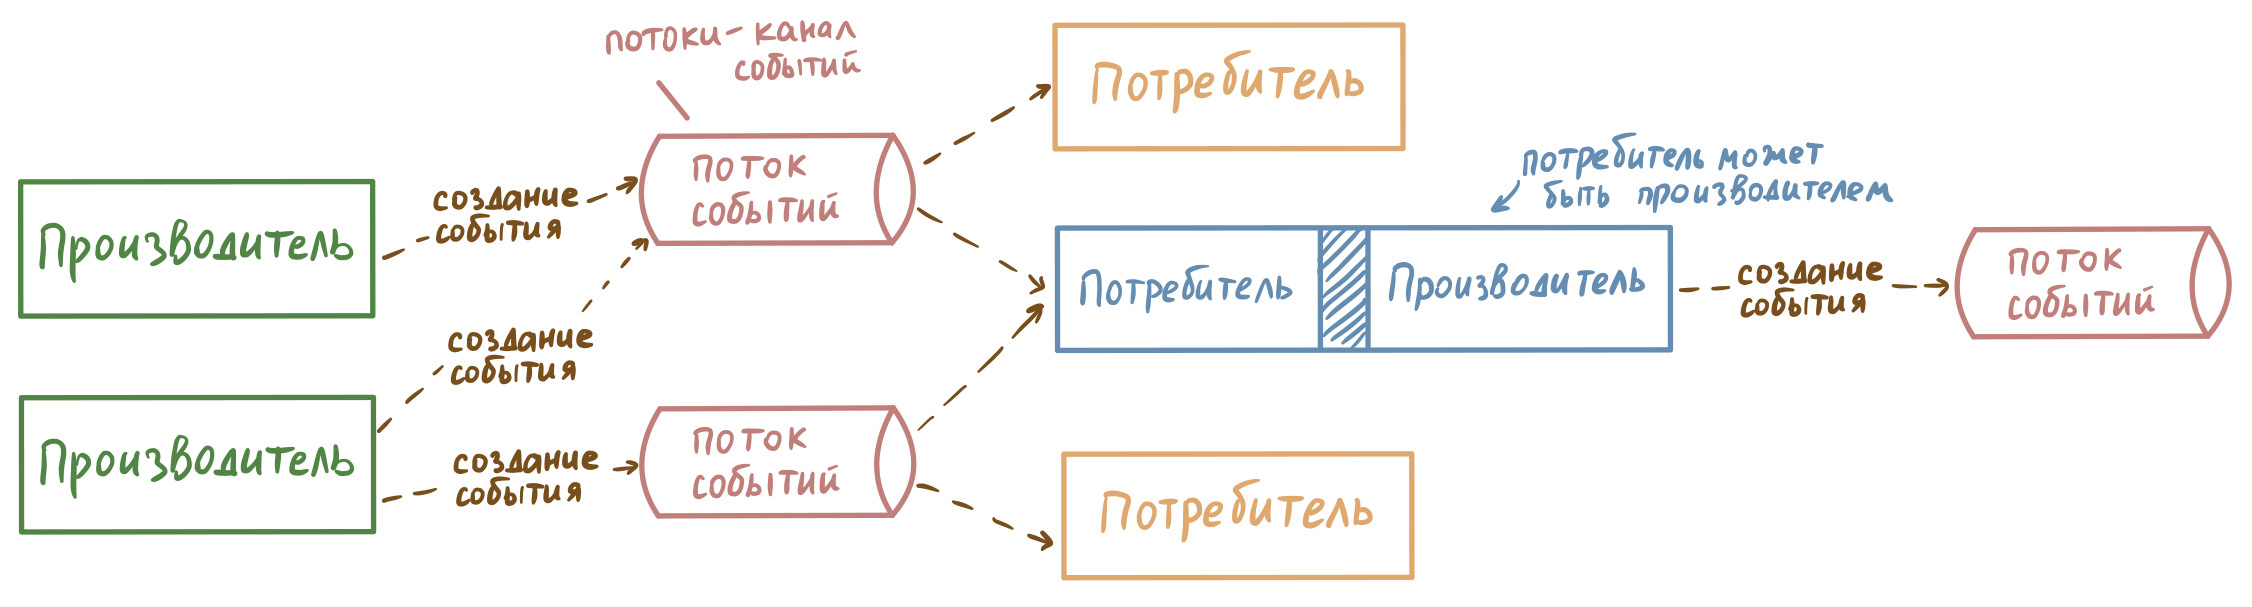 потоки - канал
событий
Потребитель
поток
событий
потребитель может
быть производителем
Производитель
создание
события
Потребитель
Производитель
создание
события
поток
событий
создание
события
Производитель
создание
события
поток
событий
Потребитель